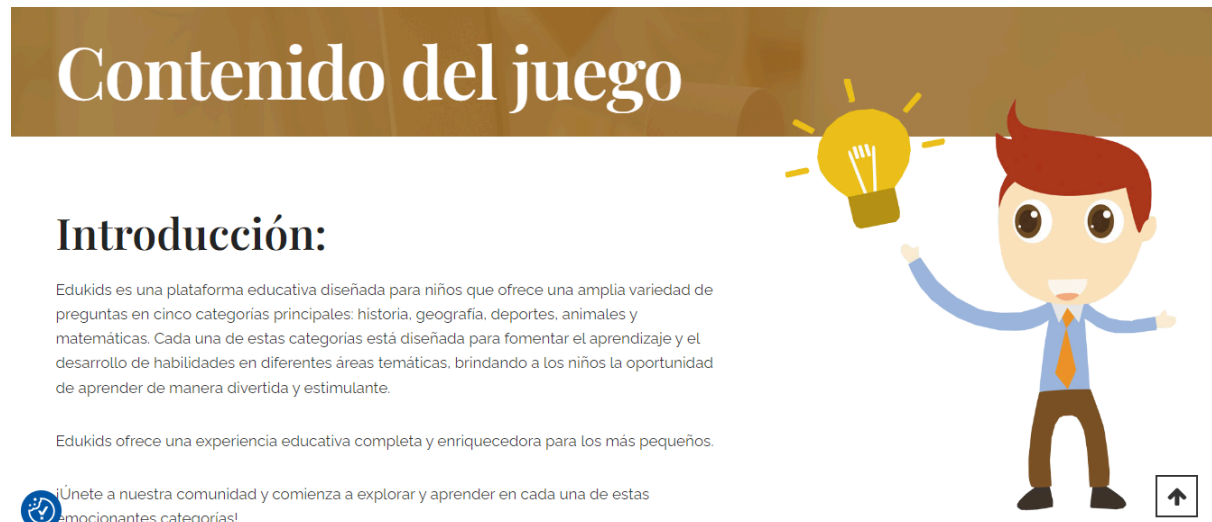 Contenido del juego
Introducción:
Edukids es una plataforma educativa diseñada para niños que ofrece una amplia variedad de
preguntas en cinco categorías principales: historia, geografía, deportes, animales y
matemáticas. Cada una de estas categorías está diseñada para fomentar el aprendizaje y el
desarrollo de habilidades en diferentes áreas temáticas, brindando a los niños la oportunidad
de aprender de manera divertida y estimulante.
Edukids ofrece una experiencia educativa completa y enriquecedora para los más pequeños.
¡Únete a nuestra comunidad y comienza a explorar y aprender en cada una de estas
emocionantes categorías!